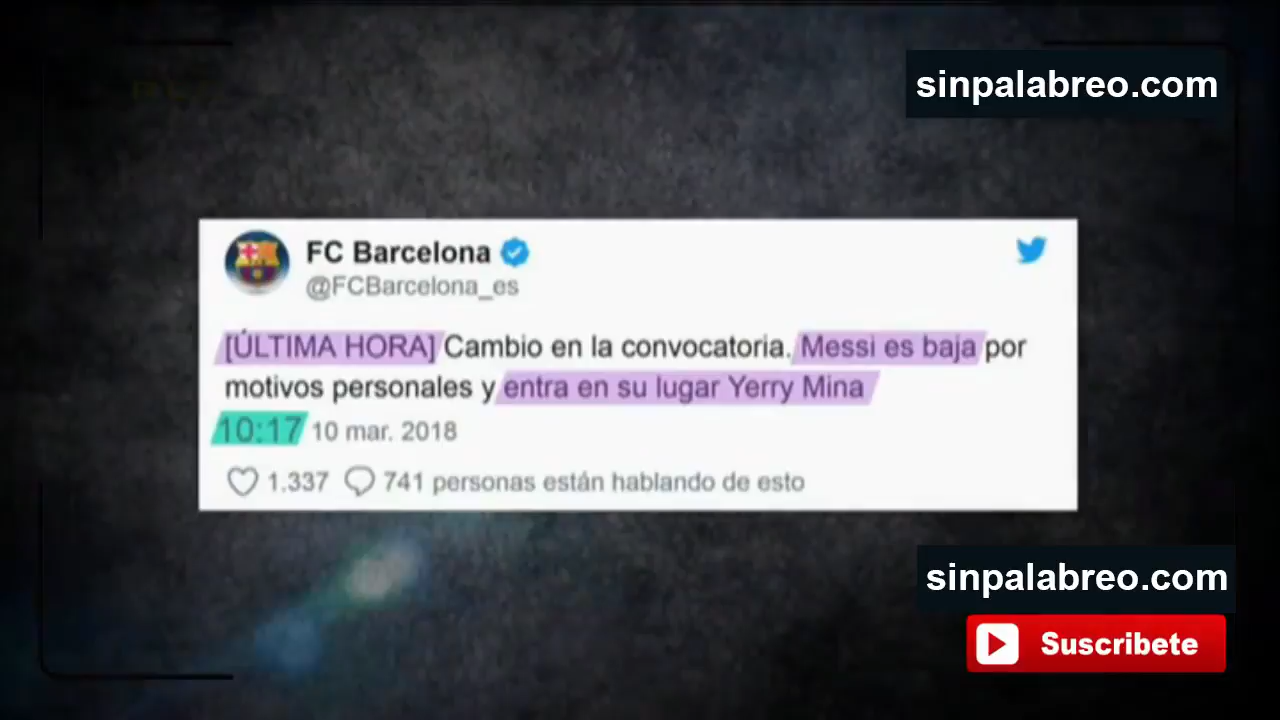 sinpalabreo.com
FC Barcelona
@FCBarcelona_es
[ÚLTIMA HORA] Cambio en la convocatoria. Messi es baja por
motivos personales y entra en su lugar Yerry Mina
10:17 10 mar. 2018
1.337 741 personas están hablando de esto
sinpalabreo.com
Suscribete